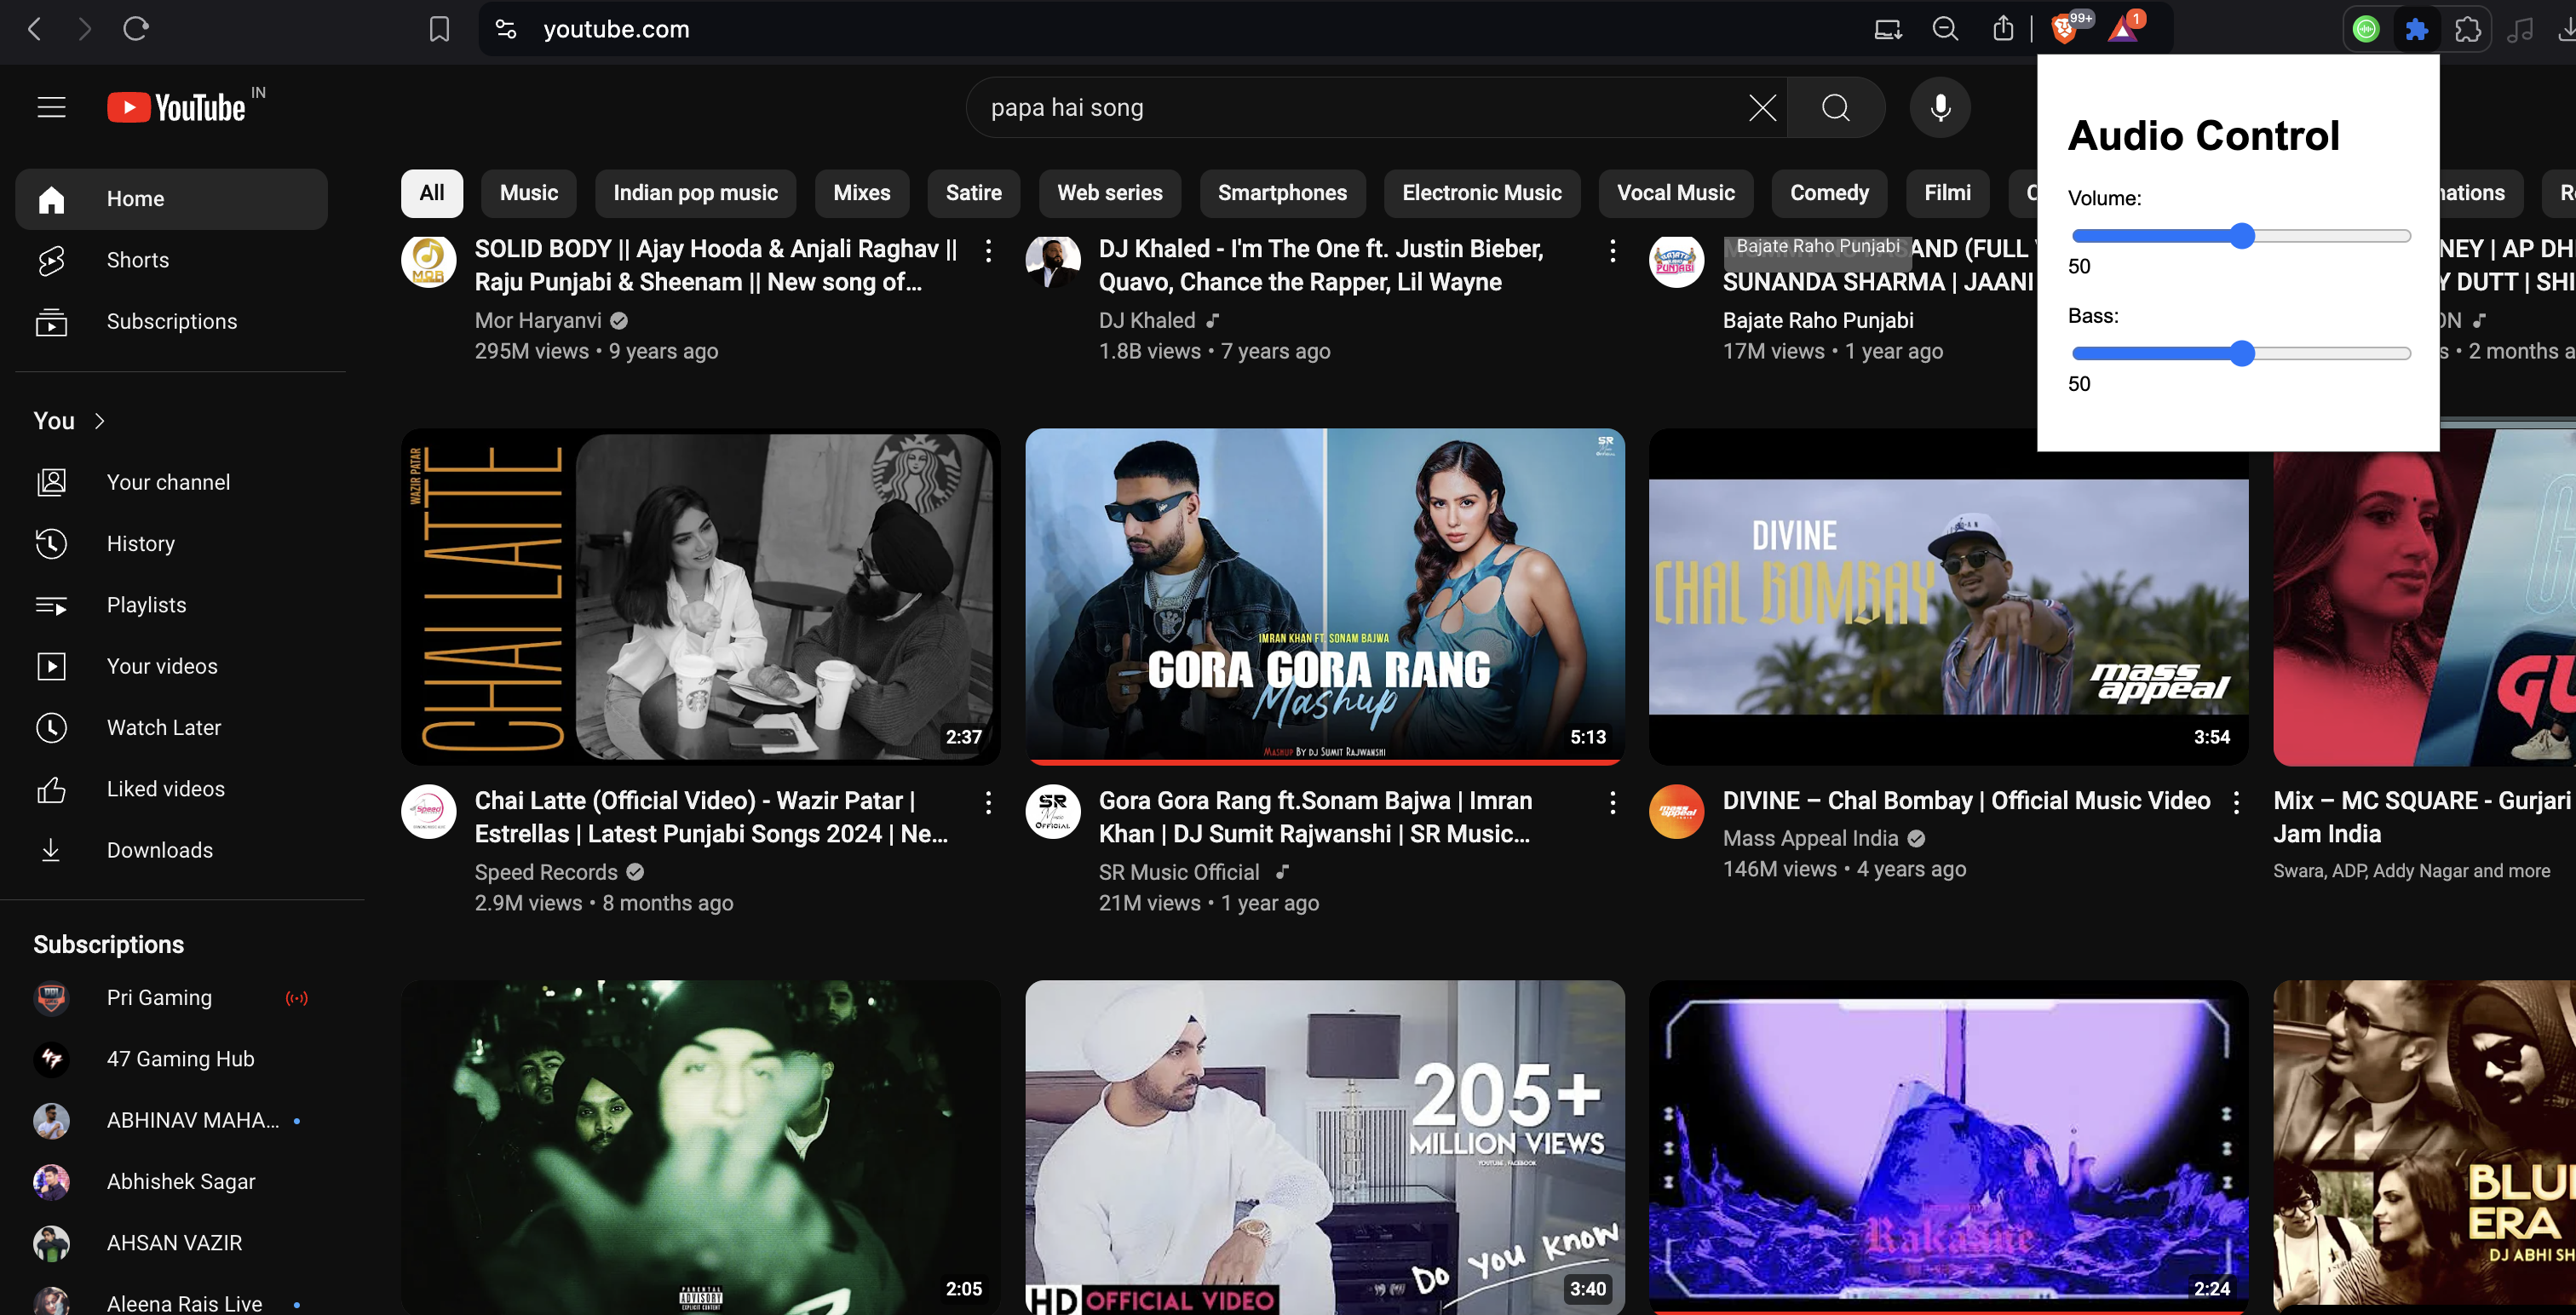 youtube.com
99+
1
YouTube
IN
papa hai song
Audio Control
Volume:
50
Bass:
50
Home
Shorts
Subscriptions
You
Your channel
History
Playlists
Your videos
Watch Later
Liked videos
Downloads
Subscriptions
Pri Gaming
47 Gaming Hub
ABHINAV MAHA...
Abhishek Sagar
AHSAN VAZIR
Aleena Rais Live
All
Music
Indian pop music
Mixes
Satire
Web series
Smartphones
Electronic Music
Vocal Music
Comedy
Filmi
SOLID BODY || Ajay Hooda & Anjali Raghav ||
Raju Punjabi & Sheenam || New song of...
Mor Haryanvi
295M views • 9 years ago
DJ Khaled - I'm The One ft. Justin Bieber,
Quavo, Chance the Rapper, Lil Wayne
DJ Khaled
1.8B views • 7 years ago
Bajate Raho Punjabi
AND (FULL
SUNANDA SHARMA | JAANI
Bajate Raho Punjabi
17M views • 1 year ago
NEY | AP DH
Y DUTT | SHI
ON
s • 2 months a
WAZIR PATAR
CHAI LATTE
2:37
Chai Latte (Official Video) - Wazir Patar |
Estrellas | Latest Punjabi Songs 2024 | Ne...
Speed Records
2.9M views • 8 months ago
SR
IMRAN KHAN FT. SONAM BAJWA
GORA GORA RANG
Mashup
MASHUP BY DJ SUMIT RAJWANSHI
5:13
SR
Music
OFFICIAL
Gora Gora Rang ft.Sonam Bajwa | Imran
Khan | DJ Sumit Rajwanshi | SR Music...
SR Music Official
21M views • 1 year ago
DIVINE
CHAL BOMBAY
mass
appeal
3:54
DIVINE – Chal Bombay | Official Music Video
Mass Appeal India
146M views • 4 years ago
GU
Mix – MC SQUARE - Gurjari
Jam India
Swara, ADP, Addy Nagar and more
PARENTAL
ADVISORY
EXPLICIT CONTENT
2:05
205+
MILLION VIEWS
YOUTUBE , FACEBOOK
Do you know
HD OFFICIAL VIDEO
3:40
Rakasne
2:24
BLU
ERA
DJ ABHI SH